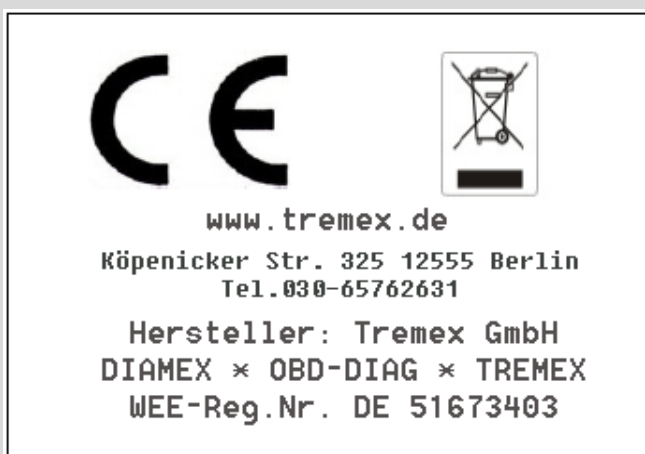 CE
www.tremex.de
Köpenicker Str. 325 12555 Berlin
Tel.030-65762631
Hersteller: Tremex GmbH
DIAMEX * OBD-DIAG * TREMEX
WEE-Reg.Nr. DE 51673403